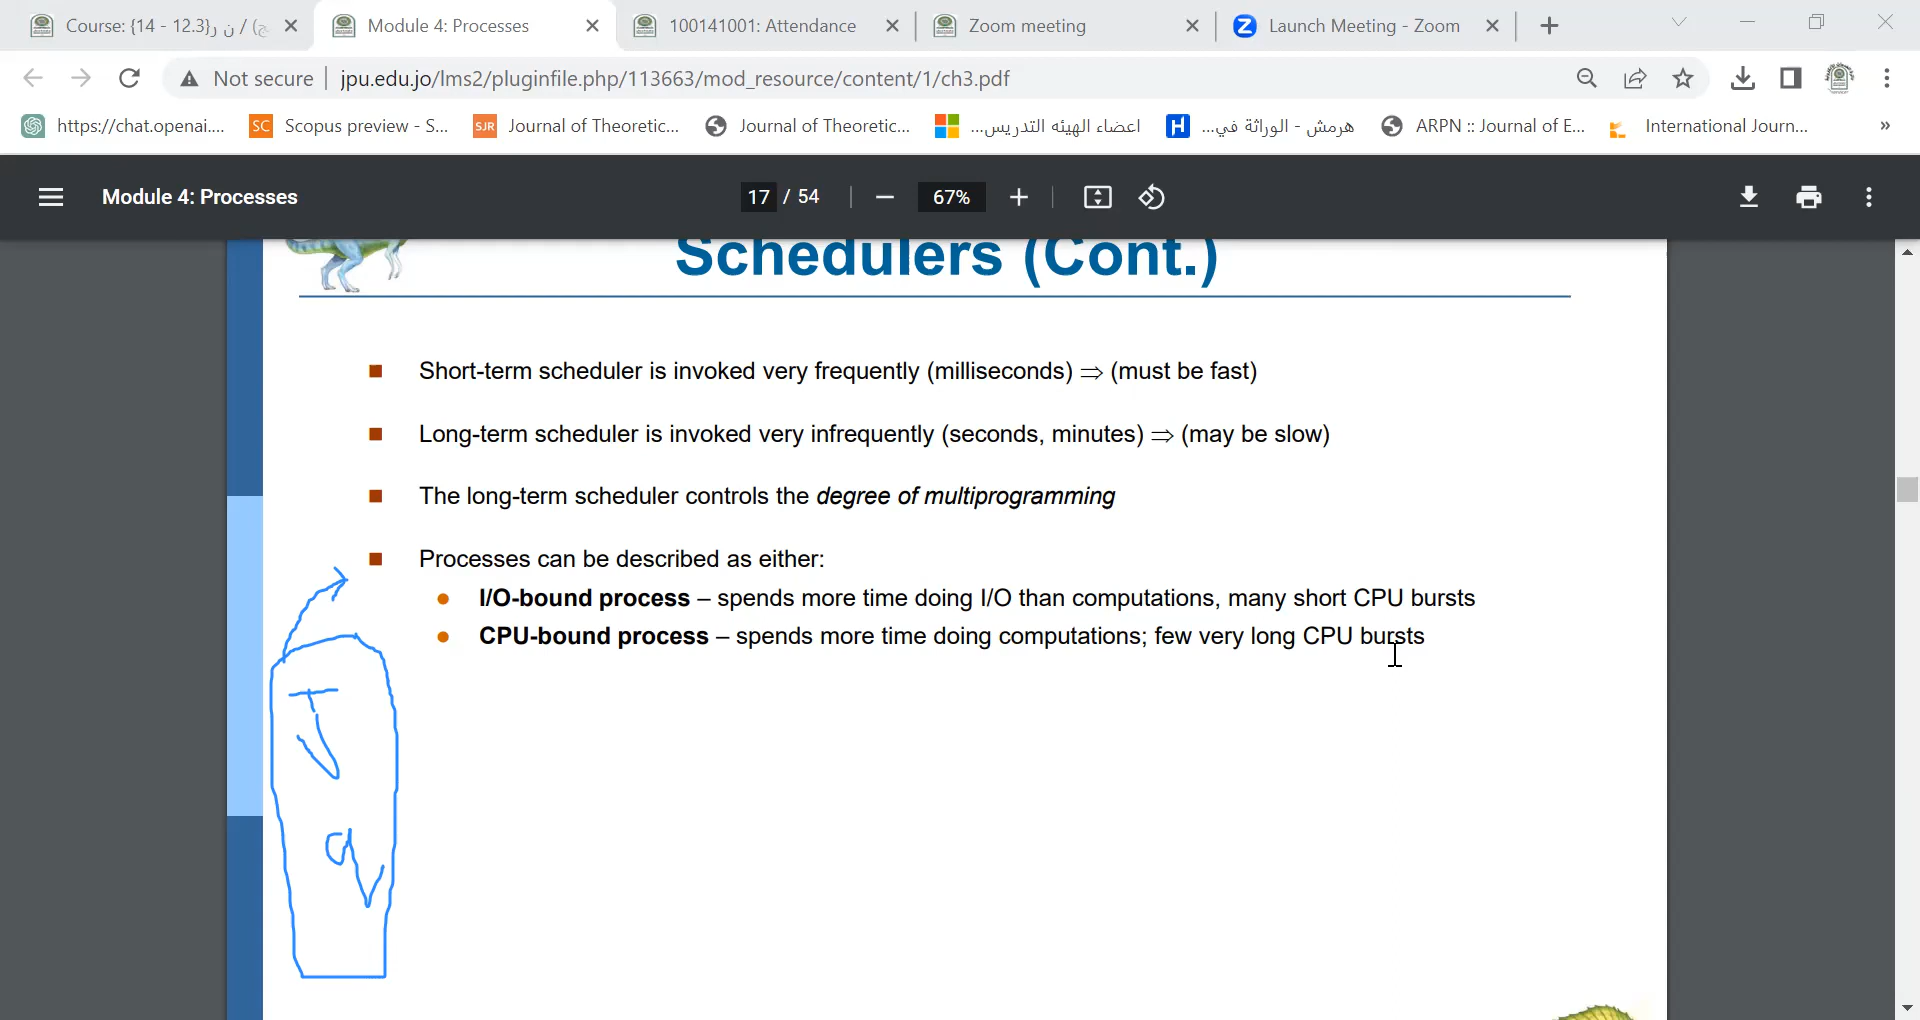 Course: {14 - 12.3}ن ر / (ج
Module 4: Processes
100141001: Attendance
Zoom meeting
Launch Meeting - Zoom
Not secure
jpu.edu.jo/lms2/pluginfile.php/113663/mod_resource/content/1/ch3.pdf
https://chat.openai....
SC Scopus preview - S...
SJR Journal of Theoretic...
Journal of Theoretic...
اعضاء الهيئه التدريس...
H هرمش - الوراثة في...
ARPN :: Journal of E...
International Journ...
»
Module 4: Processes
17 / 54
67%
Schedulers (Cont.)
Short-term scheduler is invoked very frequently (milliseconds) ⇒ (must be fast)
Long-term scheduler is invoked very infrequently (seconds, minutes) ⇒ (may be slow)
The long-term scheduler controls the degree of multiprogramming
Processes can be described as either:
I/O-bound process – spends more time doing I/O than computations, many short CPU bursts
CPU-bound process – spends more time doing computations; few very long CPU bursts